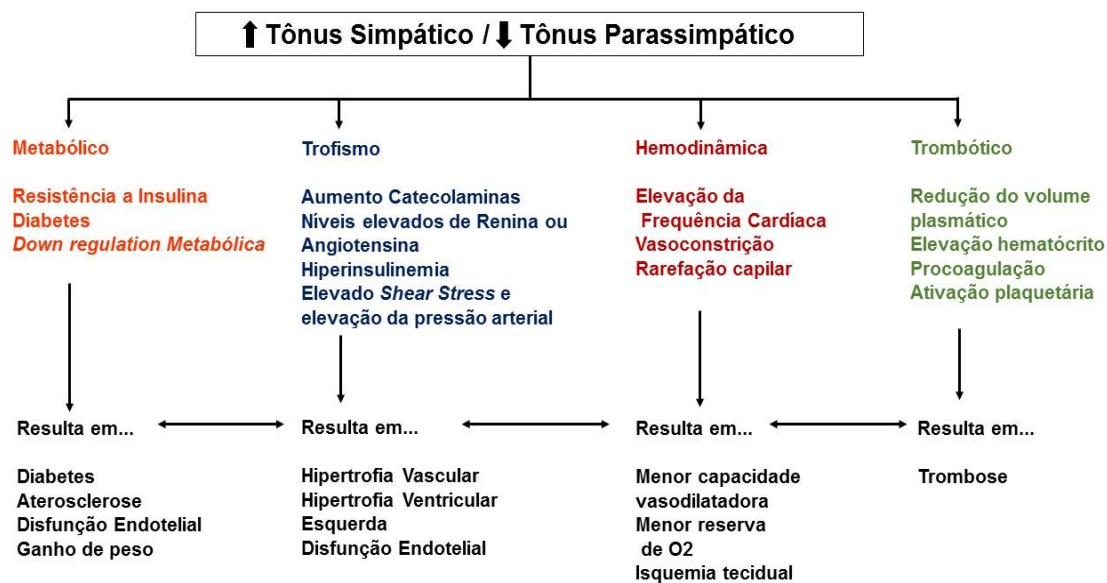 ↑ Tônus Simpático / ↓ Tônus Parassimpático
Metabólico
Resistência a Insulina
Diabetes
Down regulation Metabólica
Trofismo
Aumento Catecolaminas
Níveis elevados de Renina ou
Angiotensina
Hiperinsulinemia
Elevado Shear Stress e
elevação da pressão arterial
Hemodinâmica
Elevação da
Frequência Cardíaca
Vasoconstrição
Rarefação capilar
Trombótico
Redução do volume
plasmático
Elevação hematócrito
Procoagulação
Ativação plaquetária
Resulta em...
Diabetes
Aterosclerose
Disfunção Endotelial
Ganho de peso
Resulta em...
Hipertrofia Vascular
Hipertrofia Ventricular
Esquerda
Disfunção Endotelial
Resulta em...
Menor capacidade
vasodilatadora
Menor reserva
de O2
Isquemia tecidual
Resulta em...
Trombose